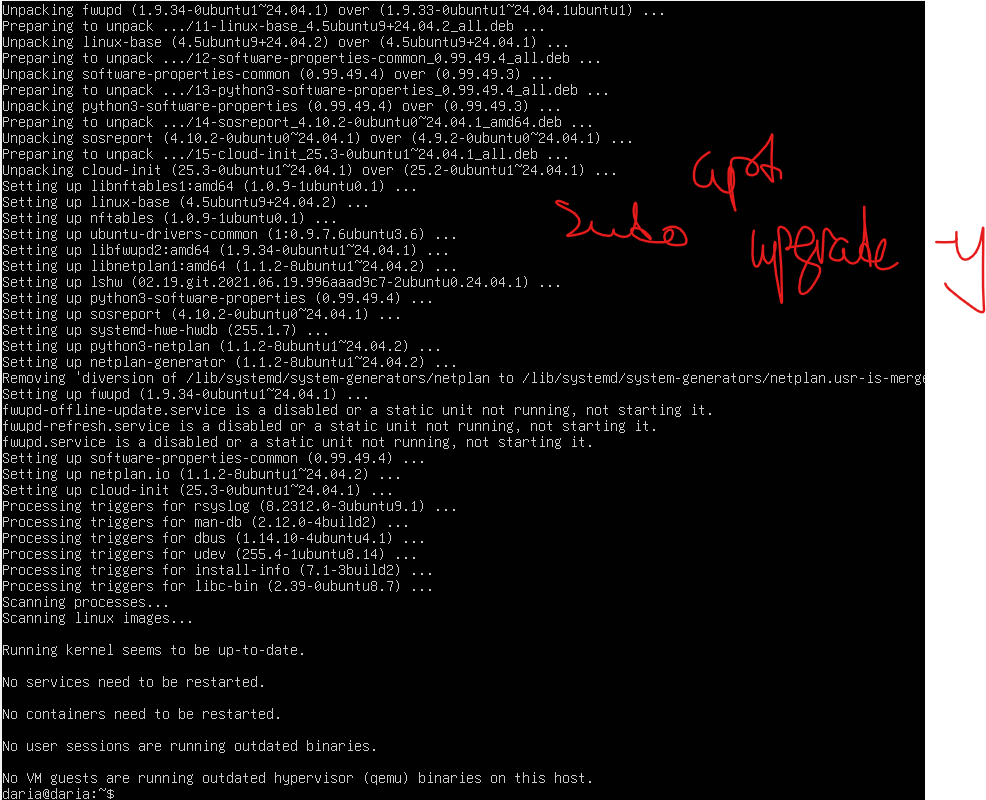 Unpacking fwupd (1.9.34-0ubuntu1~24.04.1) over (1.9.33-0ubuntu1~24.04.1ubuntu1) ...
Preparing to unpack .../11-linux-base_4.5ubuntu9+24.04.2_all.deb ...
Unpacking linux-base (4.5ubuntu9+24.04.2) over (4.5ubuntu9+24.04.1) ...
Preparing to unpack .../12-software-properties-common_0.99.49.4_all.deb ...
Unpacking software-properties-common (0.99.49.4) over (0.99.49.3) ...
Preparing to unpack .../13-python3-software-properties_0.99.49.4_all.deb ...
Unpacking python3-software-properties (0.99.49.4) over (0.99.49.3) ...
Preparing to unpack .../14-sosreport_4.10.2-0ubuntu0~24.04.1_amd64.deb ...
Unpacking sosreport (4.10.2-0ubuntu0~24.04.1) over (4.9.2-0ubuntu0~24.04.1) ...
Preparing to unpack .../15-cloud-init_25.3-0ubuntu1~24.04.1_all.deb ...
Unpacking cloud-init (25.3-0ubuntu1~24.04.1) over (25.2-0ubuntu1~24.04.1) ...
Setting up libnftables1:amd64 (1.0.9-1ubuntu0.1) ...
Setting up linux-base (4.5ubuntu9+24.04.2) ...
Setting up nftables (1.0.9-1ubuntu0.1) ...
Setting up ubuntu-drivers-common (1:0.9.7.6ubuntu3.6) ...
Setting up libfwupd2:amd64 (1.9.34-0ubuntu1~24.04.1) ...
Setting up libnetplan1:amd64 (1.1.2-8ubuntu1~24.04.2) ...
Setting up lshw (02.19.git.2021.06.19.996aaad9c7-2ubuntu0.24.04.1) ...
Setting up python3-software-properties (0.99.49.4) ...
Setting up sosreport (4.10.2-0ubuntu0~24.04.1) ...
Setting up systemd-hwe-hwdb (255.1.7) ...
Setting up python3-netplan (1.1.2-8ubuntu1~24.04.2) ...
Setting up netplan-generator (1.1.2-8ubuntu1~24.04.2) ...
Removing 'diversion of /lib/systemd/system-generators/netplan to /lib/systemd/system-generators/netplan.usr-is-merge
Setting up fwupd (1.9.34-0ubuntu1~24.04.1) ...
fwupd-offline-update.service is a disabled or a static unit not running, not starting it.
fwupd-refresh.service is a disabled or a static unit not running, not starting it.
fwupd.service is a disabled or a static unit not running, not starting it.
Setting up software-properties-common (0.99.49.4) ...
Setting up netplan.io (1.1.2-8ubuntu1~24.04.2) ...
Setting up cloud-init (25.3-0ubuntu1~24.04.1) ...
Processing triggers for rsyslog (8.2312.0-3ubuntu9.1) ...
Processing triggers for man-db (2.12.0-4build2) ...
Processing triggers for dbus (1.14.10-4ubuntu4.1) ...
Processing triggers for udev (255.4-1ubuntu8.14) ...
Processing triggers for install-info (7.1-3build2) ...
Processing triggers for libc-bin (2.39-0ubuntu8.7) ...
Scanning processes...
Scanning linux images...
Running kernel seems to be up-to-date.
No services need to be restarted.
No containers need to be restarted.
No user sessions are running outdated binaries.
No VM guests are running outdated hypervisor (qemu) binaries on this host.
daria@daria:~$
sudo apt upgrade -y